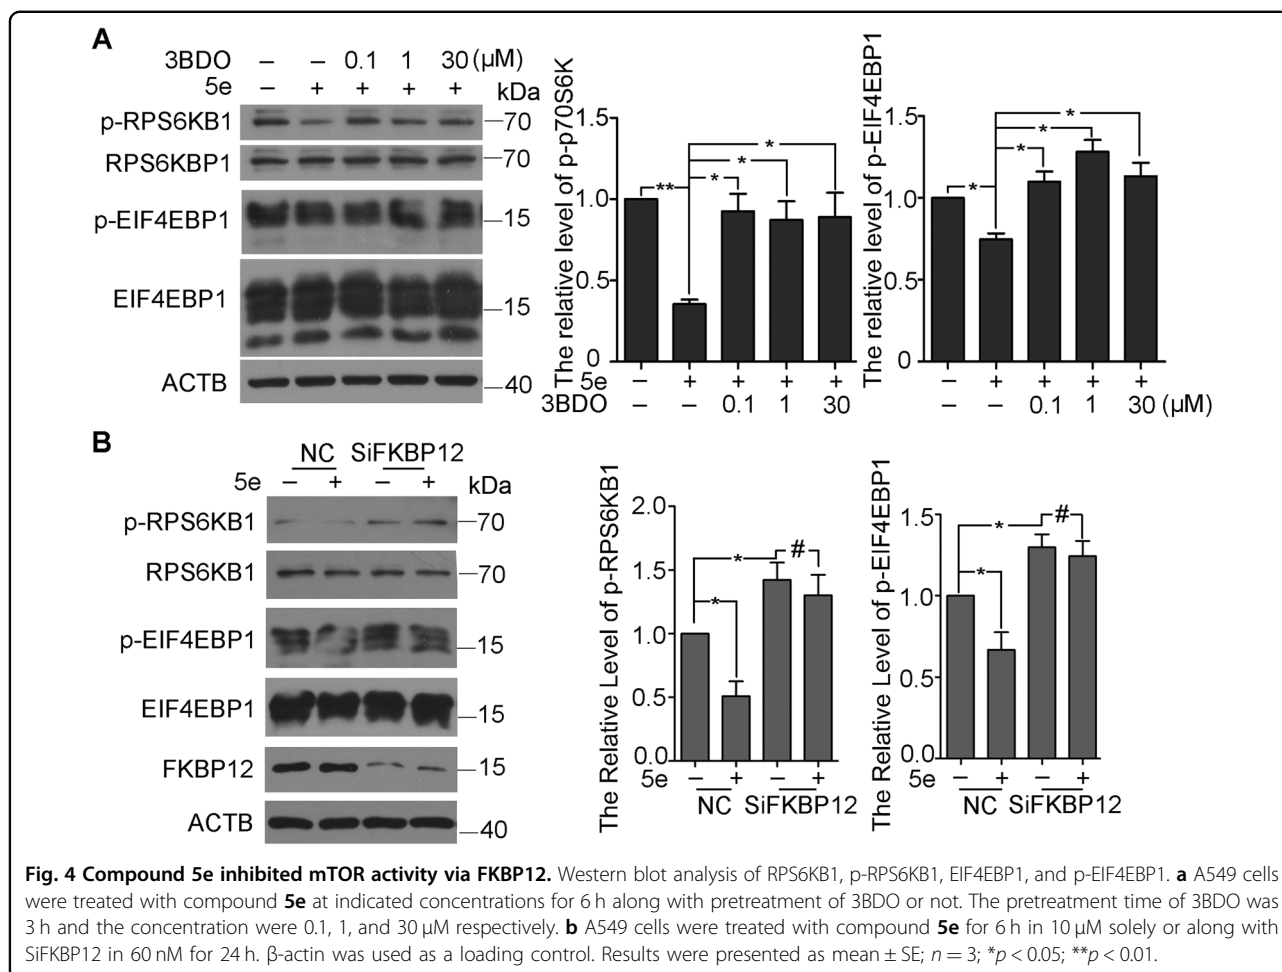 A
3BDO – – 0.1 1 30 (μM)
5e – + + + + kDa
p-RPS6KB1 —70
RPS6KBP1 —70
p-EIF4EBP1 —15
EIF4EBP1 —15
ACTB —40
The relative level of p-p70S6K
1.5
1.0
0.5
0
** * * *
5e – + + + +
3BDO – – 0.1 1 30
The relative level of p-EIF4EBP1
1.5
1.0
0.5
0
* * * *
– + + + +
– – 0.1 1 30 (μM)
B
NC SiFKBP12
5e – + – + kDa
p-RPS6KB1 —70
RPS6KB1 —70
p-EIF4EBP1 —15
EIF4EBP1 —15
FKBP12 —15
ACTB —40
The Relative Level of p-RPS6KB1
2.0
1.5
1.0
0.5
0.0
* * #
5e – + – +
NC SiFKBP12
The Relative Level of p-EIF4EBP1
1.5
1.0
0.5
0.0
* * #
5e – + – +
NC SiFKBP12
Fig. 4 Compound 5e inhibited mTOR activity via FKBP12. Western blot analysis of RPS6KB1, p-RPS6KB1, EIF4EBP1, and p-EIF4EBP1. a A549 cells
were treated with compound 5e at indicated concentrations for 6 h along with pretreatment of 3BDO or not. The pretreatment time of 3BDO was
3 h and the concentration were 0.1, 1, and 30 μM respectively. b A549 cells were treated with compound 5e for 6 h in 10 μM solely or along with
SiFKBP12 in 60 nM for 24 h. β-actin was used as a loading control. Results were presented as mean ± SE; n = 3; *p < 0.05; **p < 0.01.